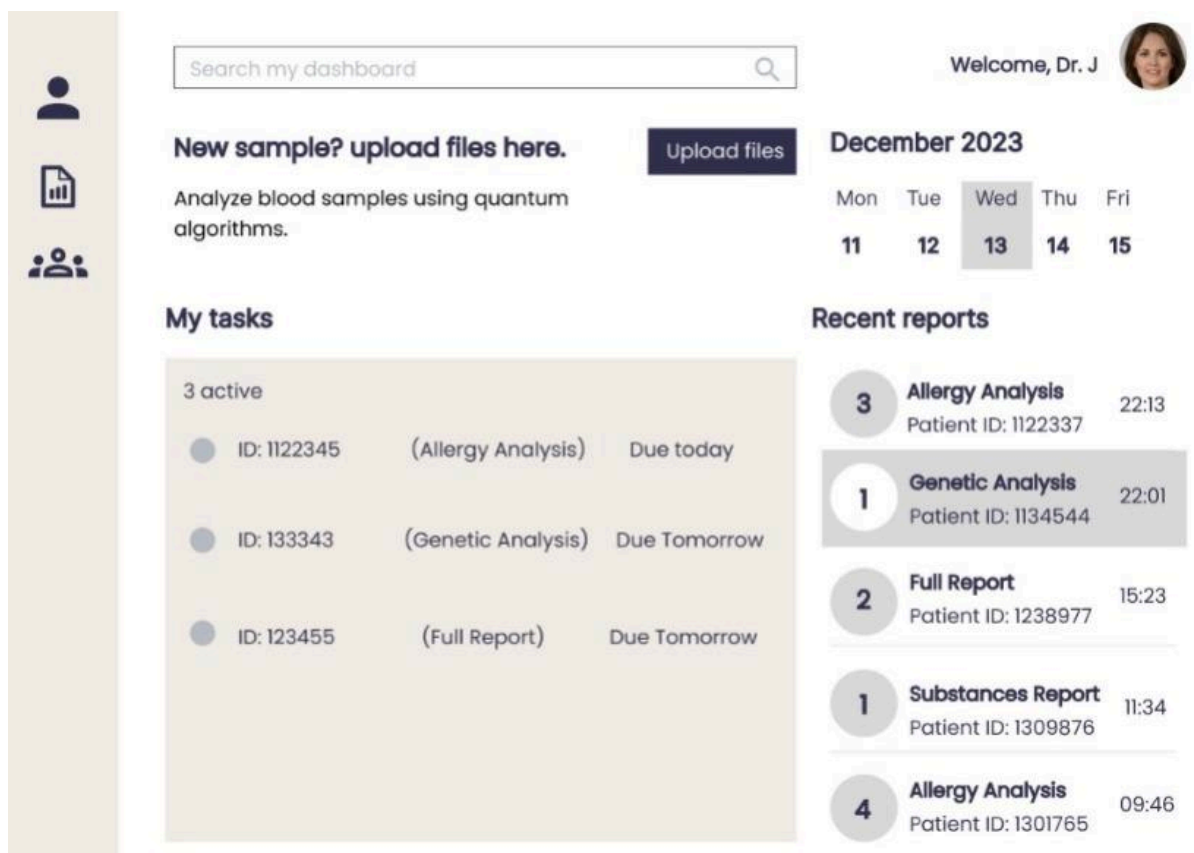 Search my dashboard
Welcome, Dr. J
New sample? upload files here.
Upload files
Analyze blood samples using quantum
algorithms.
December 2023
Mon Tue Wed Thu Fri
11 12 13 14 15
My tasks
3 active
ID: 1122345 (Allergy Analysis) Due today
ID: 133343 (Genetic Analysis) Due Tomorrow
ID: 123455 (Full Report) Due Tomorrow
Recent reports
3 Allergy Analysis 22:13
Patient ID: 1122337
1 Genetic Analysis 22:01
Patient ID: 1134544
2 Full Report 15:23
Patient ID: 1238977
1 Substances Report 11:34
Patient ID: 1309876
4 Allergy Analysis 09:46
Patient ID: 1301765